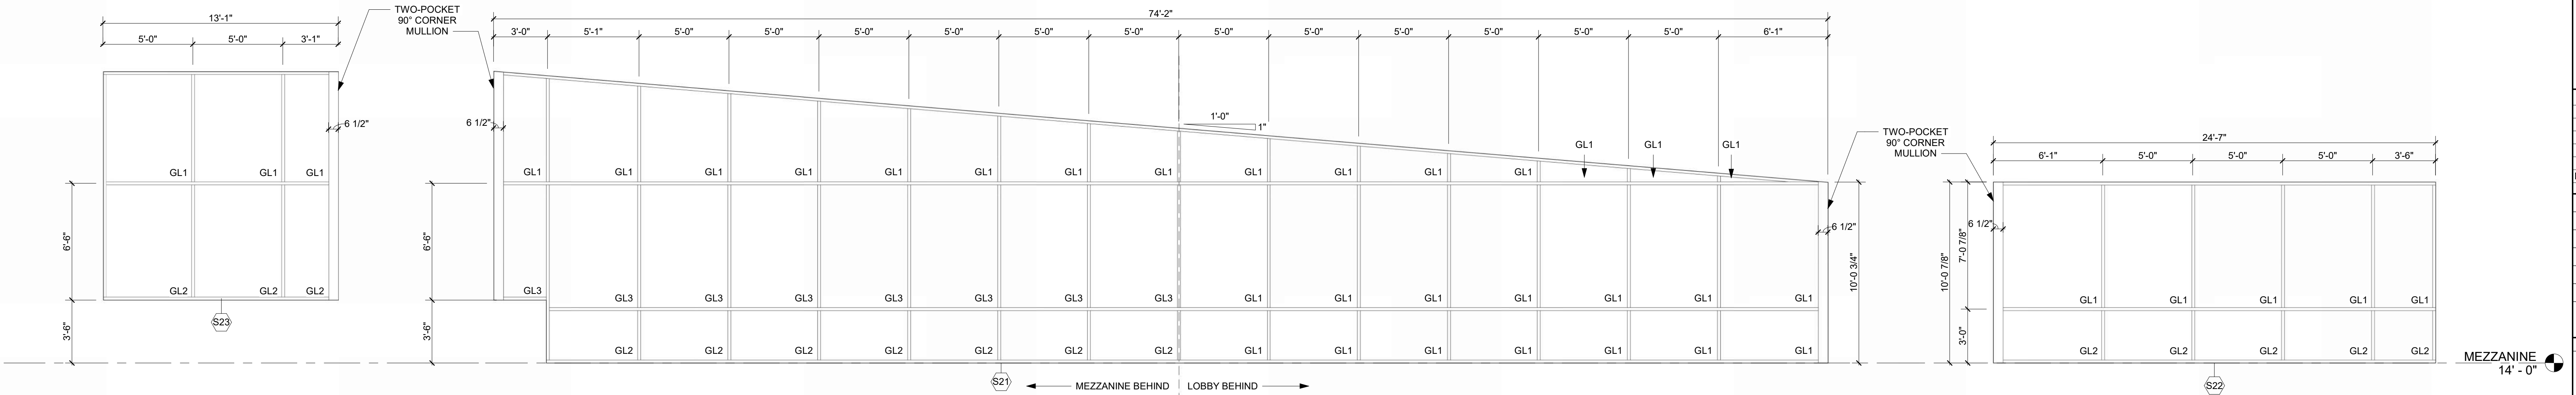 13'-1"
5'-0" 5'-0" 3'-1"
TWO-POCKET
90° CORNER
MULLION
6 1/2"
GL1 GL1 GL1
6'-6"
GL2 GL2 GL2
3'-6"
S23
74'-2"
3'-0" 5'-1" 5'-0" 5'-0" 5'-0" 5'-0" 5'-0" 5'-0" 5'-0" 5'-0" 5'-0" 5'-0" 5'-0" 5'-0" 6'-1"
6 1/2"
1'-0"
1"
GL1 GL1 GL1
GL1 GL1 GL1 GL1 GL1 GL1 GL1 GL1 GL1 GL1 GL1 GL1
6'-6"
6 1/2"
10'-0 3/4"
GL3 GL3 GL3 GL3 GL3 GL3 GL3 GL1 GL1 GL1 GL1 GL1 GL1 GL1
3'-6"
GL2 GL2 GL2 GL2 GL2 GL2 GL2 GL1 GL1 GL1 GL1 GL1 GL1 GL1
S21
MEZZANINE BEHIND LOBBY BEHIND
TWO-POCKET
90° CORNER
MULLION
24'-7"
6'-1" 5'-0" 5'-0" 5'-0" 3'-6"
6 1/2"
10'-0 7/8"
7'-0 7/8"
GL1 GL1 GL1 GL1 GL1
3'-0"
GL2 GL2 GL2 GL2 GL2
S22
MEZZANINE
14' - 0"